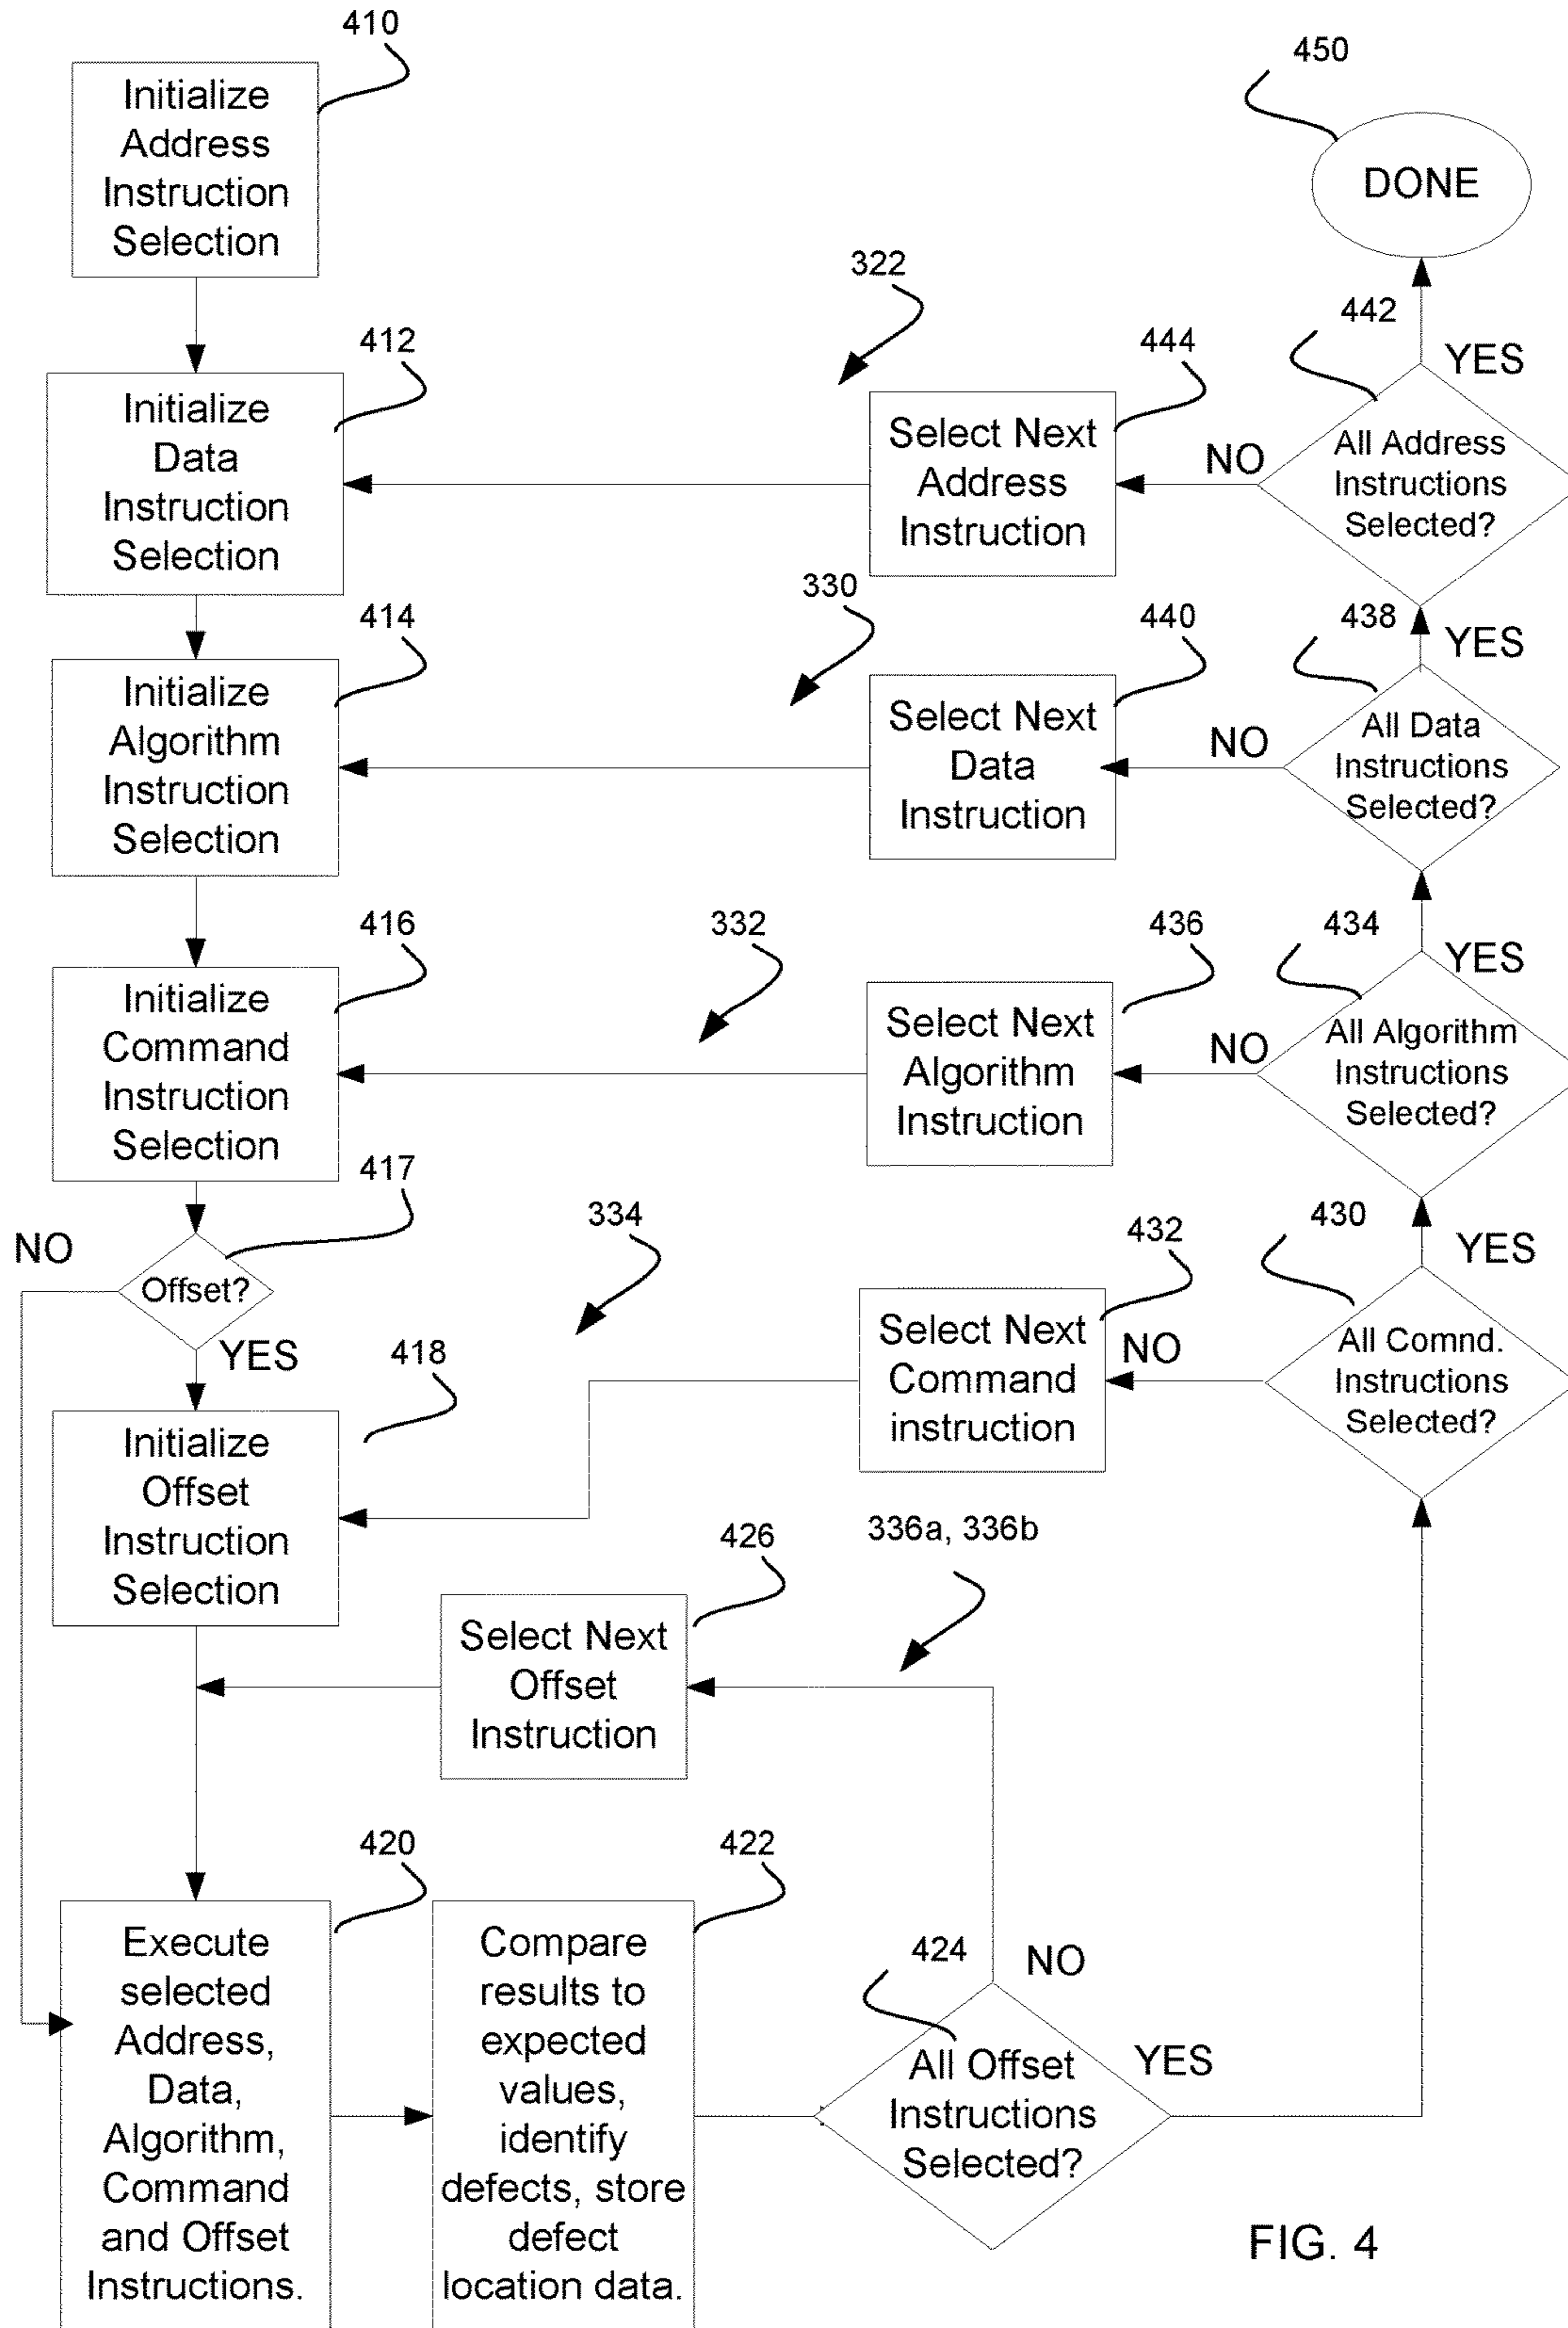 410
Initialize
Address
Instruction
Selection
450
DONE
322
442
YES
412
Initialize
Data
Instruction
Selection
444
Select Next
Address
Instruction
NO
All Address
Instructions
Selected?
330
414
Initialize
Algorithm
Instruction
Selection
440
Select Next
Data
Instruction
438
YES
NO
All Data
Instructions
Selected?
416
Initialize
Command
Instruction
Selection
332
436
Select Next
Algorithm
Instruction
434
YES
NO
All Algorithm
Instructions
Selected?
417
NO
Offset?
YES
334
432
Select Next
Command
instruction
430
YES
NO
All Comnd.
Instructions
Selected?
418
Initialize
Offset
Instruction
Selection
426
Select Next
Offset
Instruction
336a, 336b
420
Execute
selected
Address,
Data,
Algorithm,
Command
and Offset
Instructions.
422
Compare
results to
expected
values,
identify
defects, store
defect
location data.
424
NO
All Offset
Instructions
Selected?
YES
FIG. 4